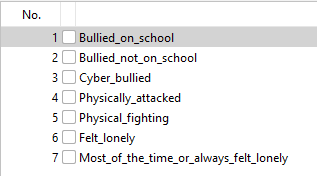 No.
1 Bullied_on_school
2 Bullied_not_on_school
3 Cyber_bullied
4 Physically_attacked
5 Physical_fighting
6 Felt_lonely
7 Most_of_the_time_or_always_felt_lonely